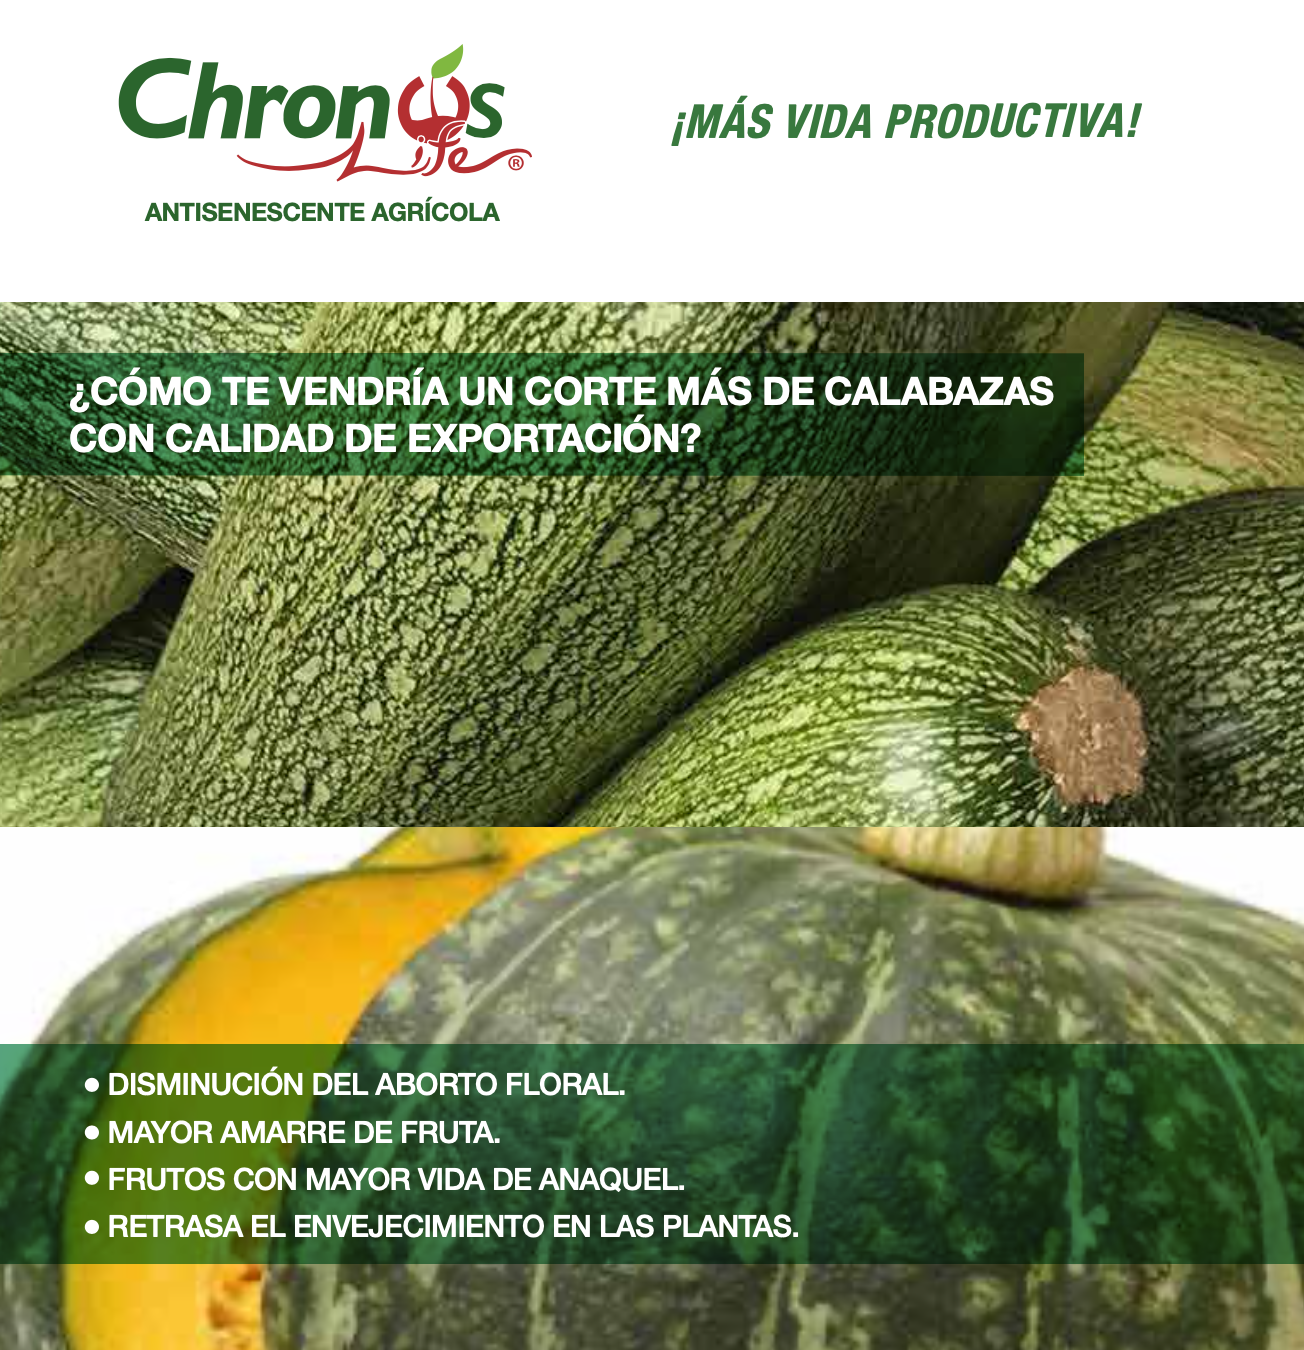 Chronos
Life®
ANTISENESCENTE AGRÍCOLA
¡MÁS VIDA PRODUCTIVA!
¿CÓMO TE VENDRÍA UN CORTE MÁS DE CALABAZAS
CON CALIDAD DE EXPORTACIÓN?
• DISMINUCIÓN DEL ABORTO FLORAL.
• MAYOR AMARRE DE FRUTA.
• FRUTOS CON MAYOR VIDA DE ANAQUEL.
• RETRASA EL ENVEJECIMIENTO EN LAS PLANTAS.